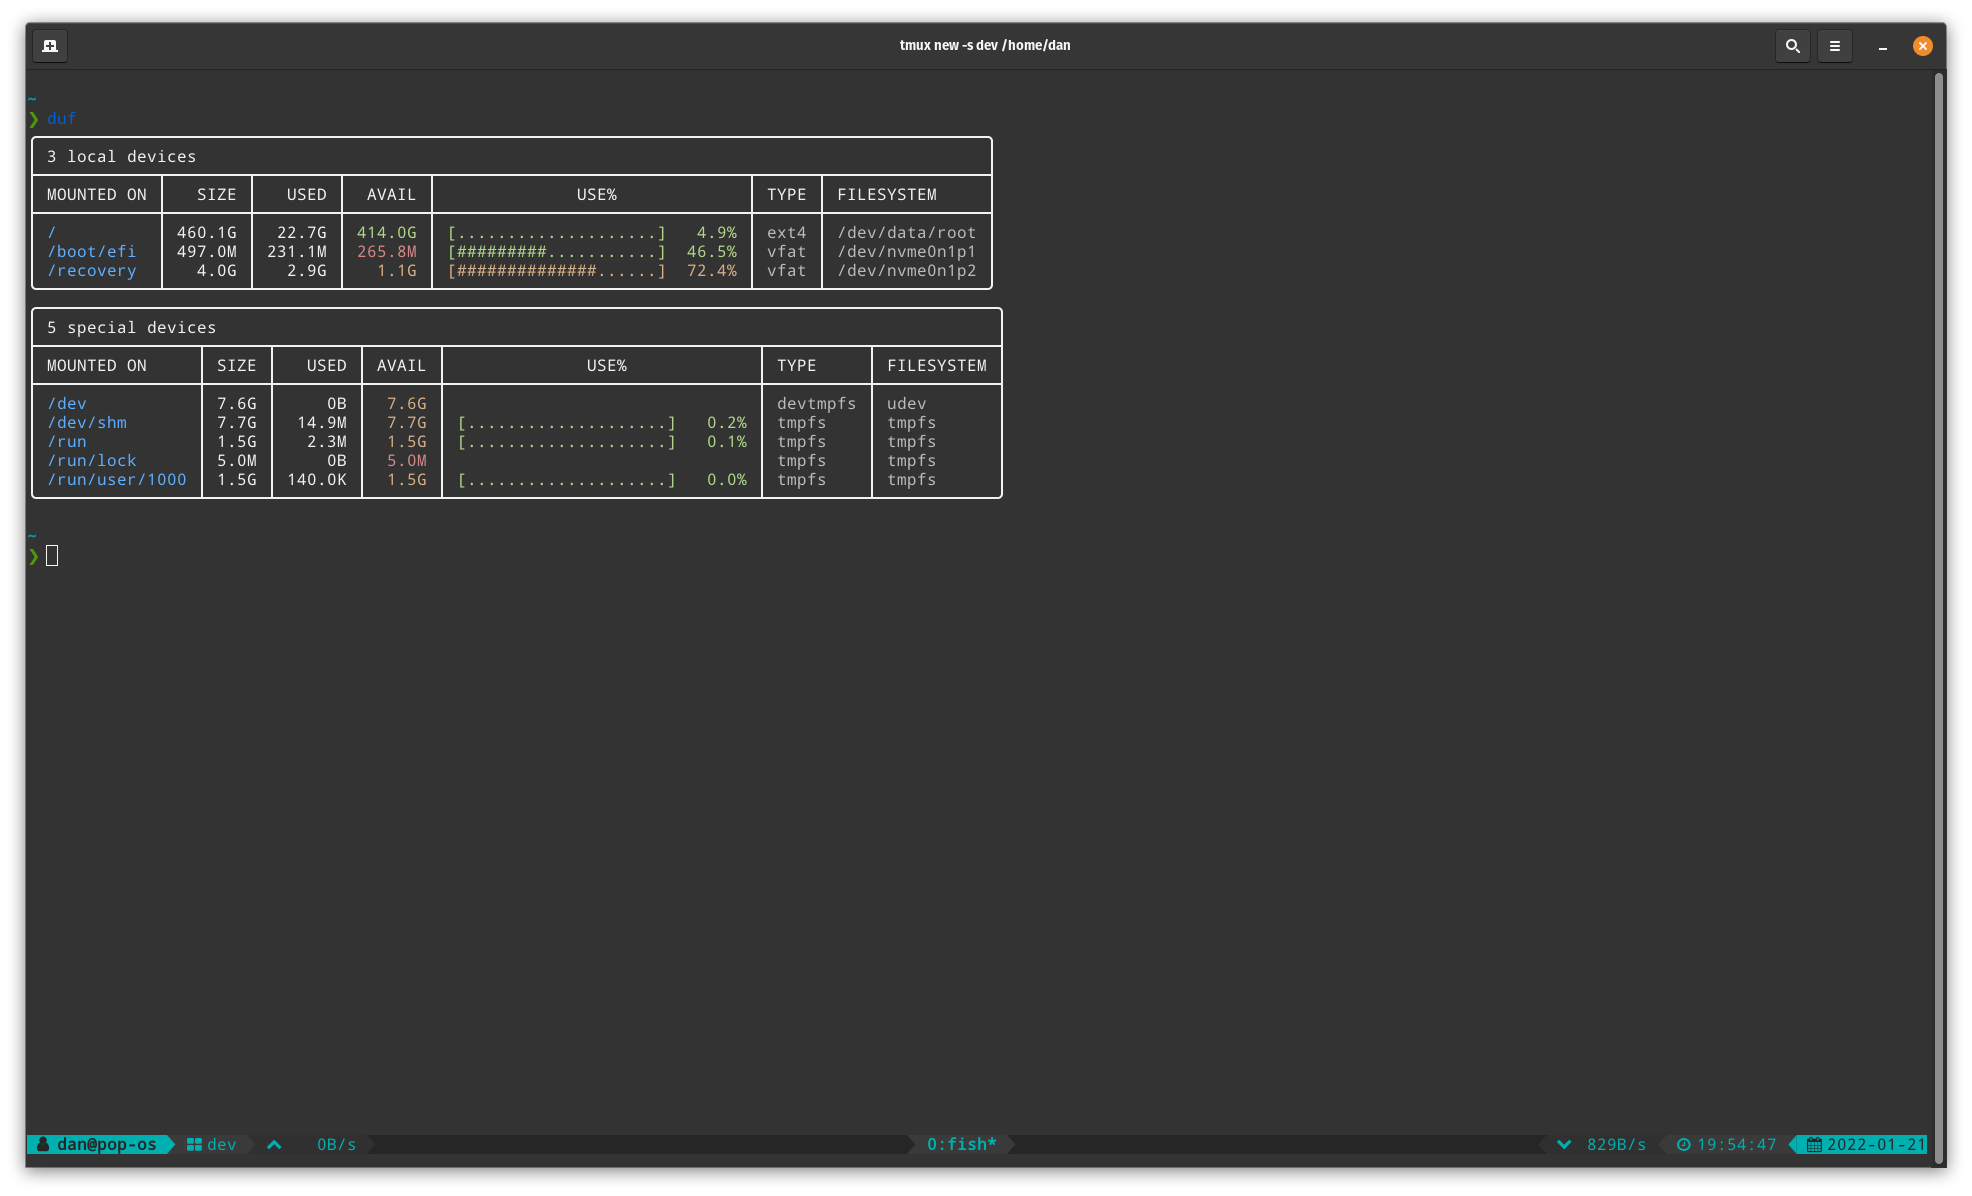 tmux new -s dev /home/dan
~
❯ duf
3 local devices
MOUNTED ON SIZE USED AVAIL USE% TYPE FILESYSTEM
/ 460.1G 22.7G 414.0G [....................] 4.9% ext4 /dev/data/root
/boot/efi 497.0M 231.1M 265.8M [#########...........] 46.5% vfat /dev/nvme0n1p1
/recovery 4.0G 2.9G 1.1G [##############......] 72.4% vfat /dev/nvme0n1p2
5 special devices
MOUNTED ON SIZE USED AVAIL USE% TYPE FILESYSTEM
/dev 7.6G 0B 7.6G devtmpfs udev
/dev/shm 7.7G 14.9M 7.7G [....................] 0.2% tmpfs tmpfs
/run 1.5G 2.3M 1.5G [....................] 0.1% tmpfs tmpfs
/run/lock 5.0M 0B 5.0M tmpfs tmpfs
/run/user/1000 1.5G 140.0K 1.5G [....................] 0.0% tmpfs tmpfs
~
❯
dan@pop-os dev 0B/s 0:fish* 829B/s 19:54:47 2022-01-21